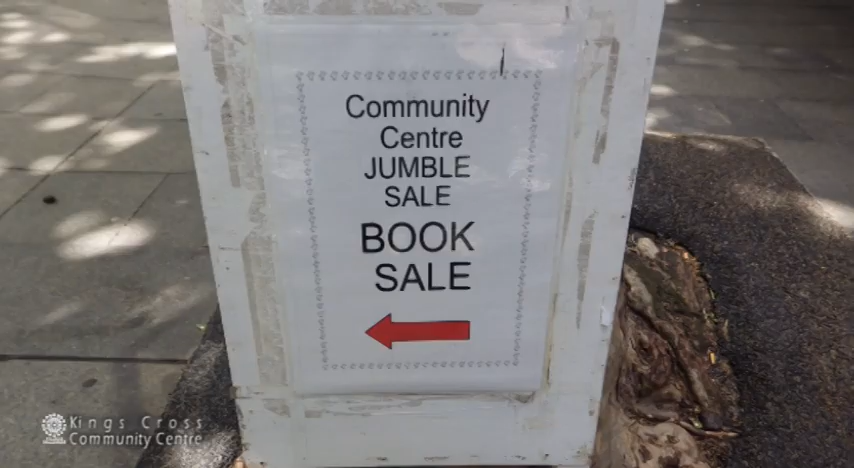 Community
Centre
JUMBLE
SALE
BOOK
SALE
Kings Cross
Community Centre